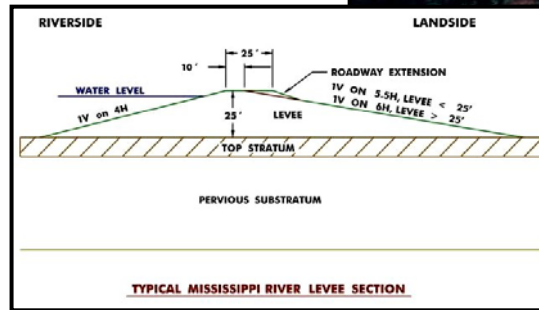 RIVERSIDE
LANDSIDE
25'
10'
ROADWAY EXTENSION
WATER LEVEL
1V ON 5.5H, LEVEE < 25'
1V ON 6H, LEVEE > 25'
1V on 4H
25'
LEVEE
TOP STRATUM
PERVIOUS SUBSTRATUM
TYPICAL MISSISSIPPI RIVER LEVEE SECTION